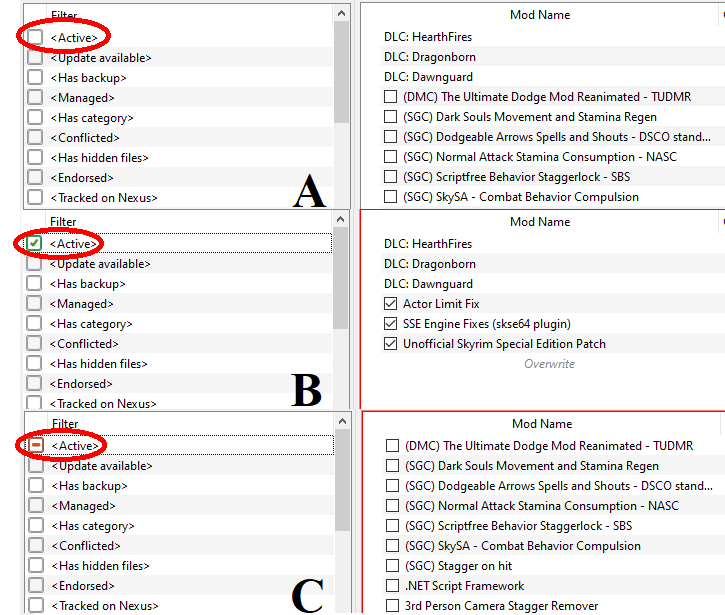 Filter
<Active>
<Update available>
<Has backup>
<Managed>
<Has category>
<Conflicted>
<Has hidden files>
<Endorsed>
<Tracked on Nexus>
A
Mod Name
DLC: HearthFires
DLC: Dragonborn
DLC: Dawnguard
(DMC) The Ultimate Dodge Mod Reanimated - TUDMR
(SGC) Dark Souls Movement and Stamina Regen
(SGC) Dodgeable Arrows Spells and Shouts - DSCO stand...
(SGC) Normal Attack Stamina Consumption - NASC
(SGC) Scriptfree Behavior Staggerlock - SBS
(SGC) SkySA - Combat Behavior Compulsion
Filter
<Active>
<Update available>
<Has backup>
<Managed>
<Has category>
<Conflicted>
<Has hidden files>
<Endorsed>
<Tracked on Nexus>
B
Mod Name
DLC: HearthFires
DLC: Dragonborn
DLC: Dawnguard
Actor Limit Fix
SSE Engine Fixes (skse64 plugin)
Unofficial Skyrim Special Edition Patch
Overwrite
Filter
<Active>
<Update available>
<Has backup>
<Managed>
<Has category>
<Conflicted>
<Has hidden files>
<Endorsed>
<Tracked on Nexus>
C
Mod Name
(DMC) The Ultimate Dodge Mod Reanimated - TUDMR
(SGC) Dark Souls Movement and Stamina Regen
(SGC) Dodgeable Arrows Spells and Shouts - DSCO stand...
(SGC) Normal Attack Stamina Consumption - NASC
(SGC) Scriptfree Behavior Staggerlock - SBS
(SGC) SkySA - Combat Behavior Compulsion
(SGC) Stagger on hit
.NET Script Framework
3rd Person Camera Stagger Remover